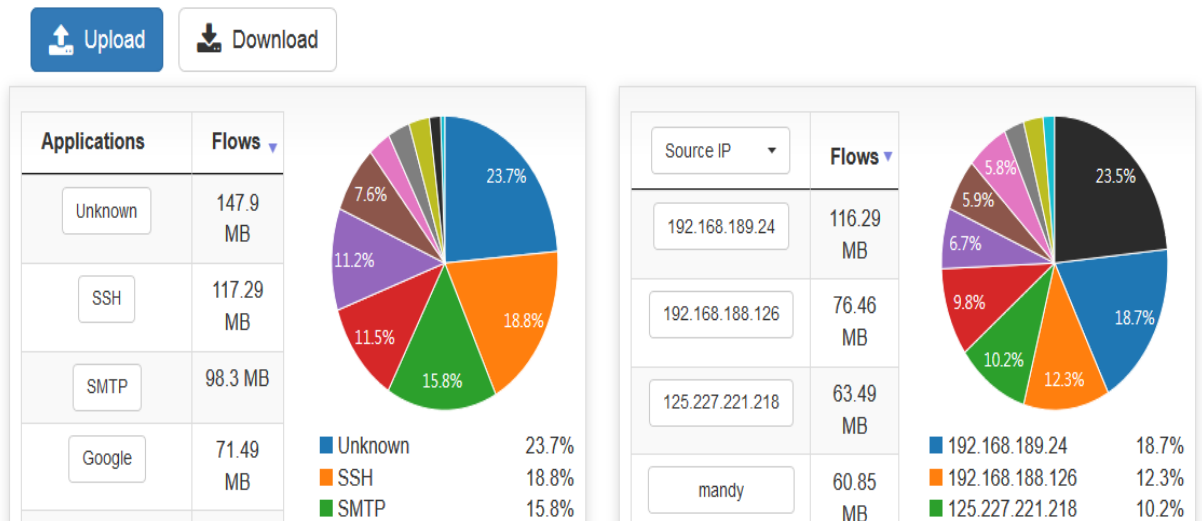 Upload
Download
Applications
Flows
Unknown
147.9
MB
SSH
117.29
MB
SMTP
98.3 MB
Google
71.49
MB
23.7%
18.8%
15.8%
11.5%
11.2%
7.6%
Unknown 23.7%
SSH 18.8%
SMTP 15.8%
Source IP
Flows
192.168.189.24
116.29
MB
192.168.188.126
76.46
MB
125.227.221.218
63.49
MB
mandy
60.85
MB
23.5%
18.7%
12.3%
10.2%
9.8%
6.7%
5.9%
5.8%
192.168.189.24 18.7%
192.168.188.126 12.3%
125.227.221.218 10.2%